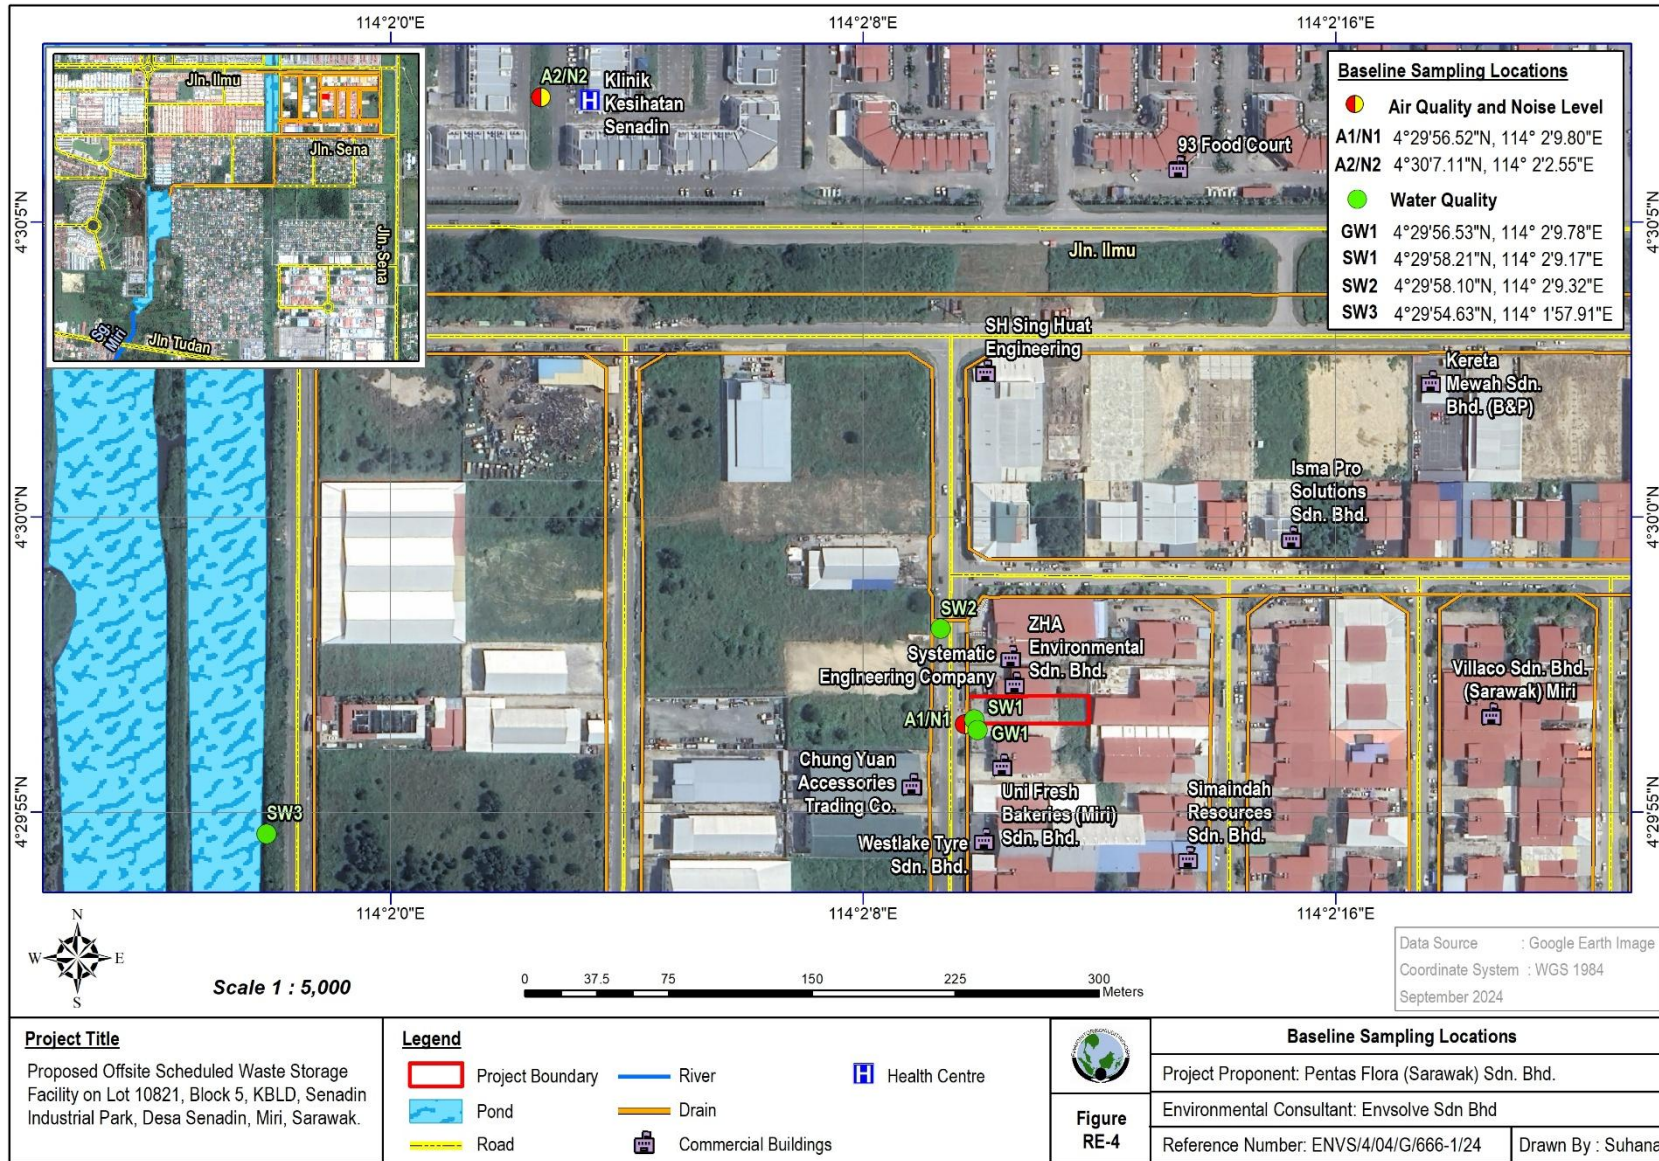 114°2'0"E
114°2'8"E
114°2'16"E
4°30'5"N
4°30'0"N
4°29'55"N
4°30'5"N
4°30'0"N
4°29'55"N
114°2'0"E
114°2'8"E
114°2'16"E
Jln. Ilmu
Jln. Sena
Jln. Sena
Sg.
Miri
Jln Tudan
A2/N2
Klinik
Kesihatan
Senadin
93 Food Court
Jln. Ilmu
Baseline Sampling Locations
Air Quality and Noise Level
A1/N1 4°29'56.52"N, 114° 2'9.80"E
A2/N2 4°30'7.11"N, 114° 2'2.55"E
Water Quality
GW1 4°29'56.53"N, 114° 2'9.78"E
SW1 4°29'58.21"N, 114° 2'9.17"E
SW2 4°29'58.10"N, 114° 2'9.32"E
SW3 4°29'54.63"N, 114° 1'57.91"E
SH Sing Huat
Engineering
Kereta
Mewah Sdn.
Bhd. (B&P)
Isma Pro
Solutions
Sdn. Bhd.
SW2
ZHA
Environmental
Sdn. Bhd.
Systematic
Engineering Company
Villaco Sdn. Bhd.
(Sarawak) Miri
A1/N1
SW1
GW1
Chung Yuan
Accessories
Trading Co.
Uni Fresh
Bakeries (Miri)
Sdn. Bhd.
Simaindah
Resources
Sdn. Bhd.
SW3
Westlake Tyre
Sdn. Bhd.
N
W
E
S
Scale 1 : 5,000
0 37.5 75 150 225 300
Meters
Data Source : Google Earth Image
Coordinate System : WGS 1984
September 2024
Project Title
Proposed Offsite Scheduled Waste Storage
Facility on Lot 10821, Block 5, KBLD, Senadin
Industrial Park, Desa Senadin, Miri, Sarawak.
Legend
Project Boundary
River
Health Centre
Pond
Drain
Road
Commercial Buildings
Figure
RE-4
Baseline Sampling Locations
Project Proponent: Pentas Flora (Sarawak) Sdn. Bhd.
Environmental Consultant: Envsolve Sdn Bhd
Reference Number: ENVS/4/04/G/666-1/24
Drawn By : Suhana